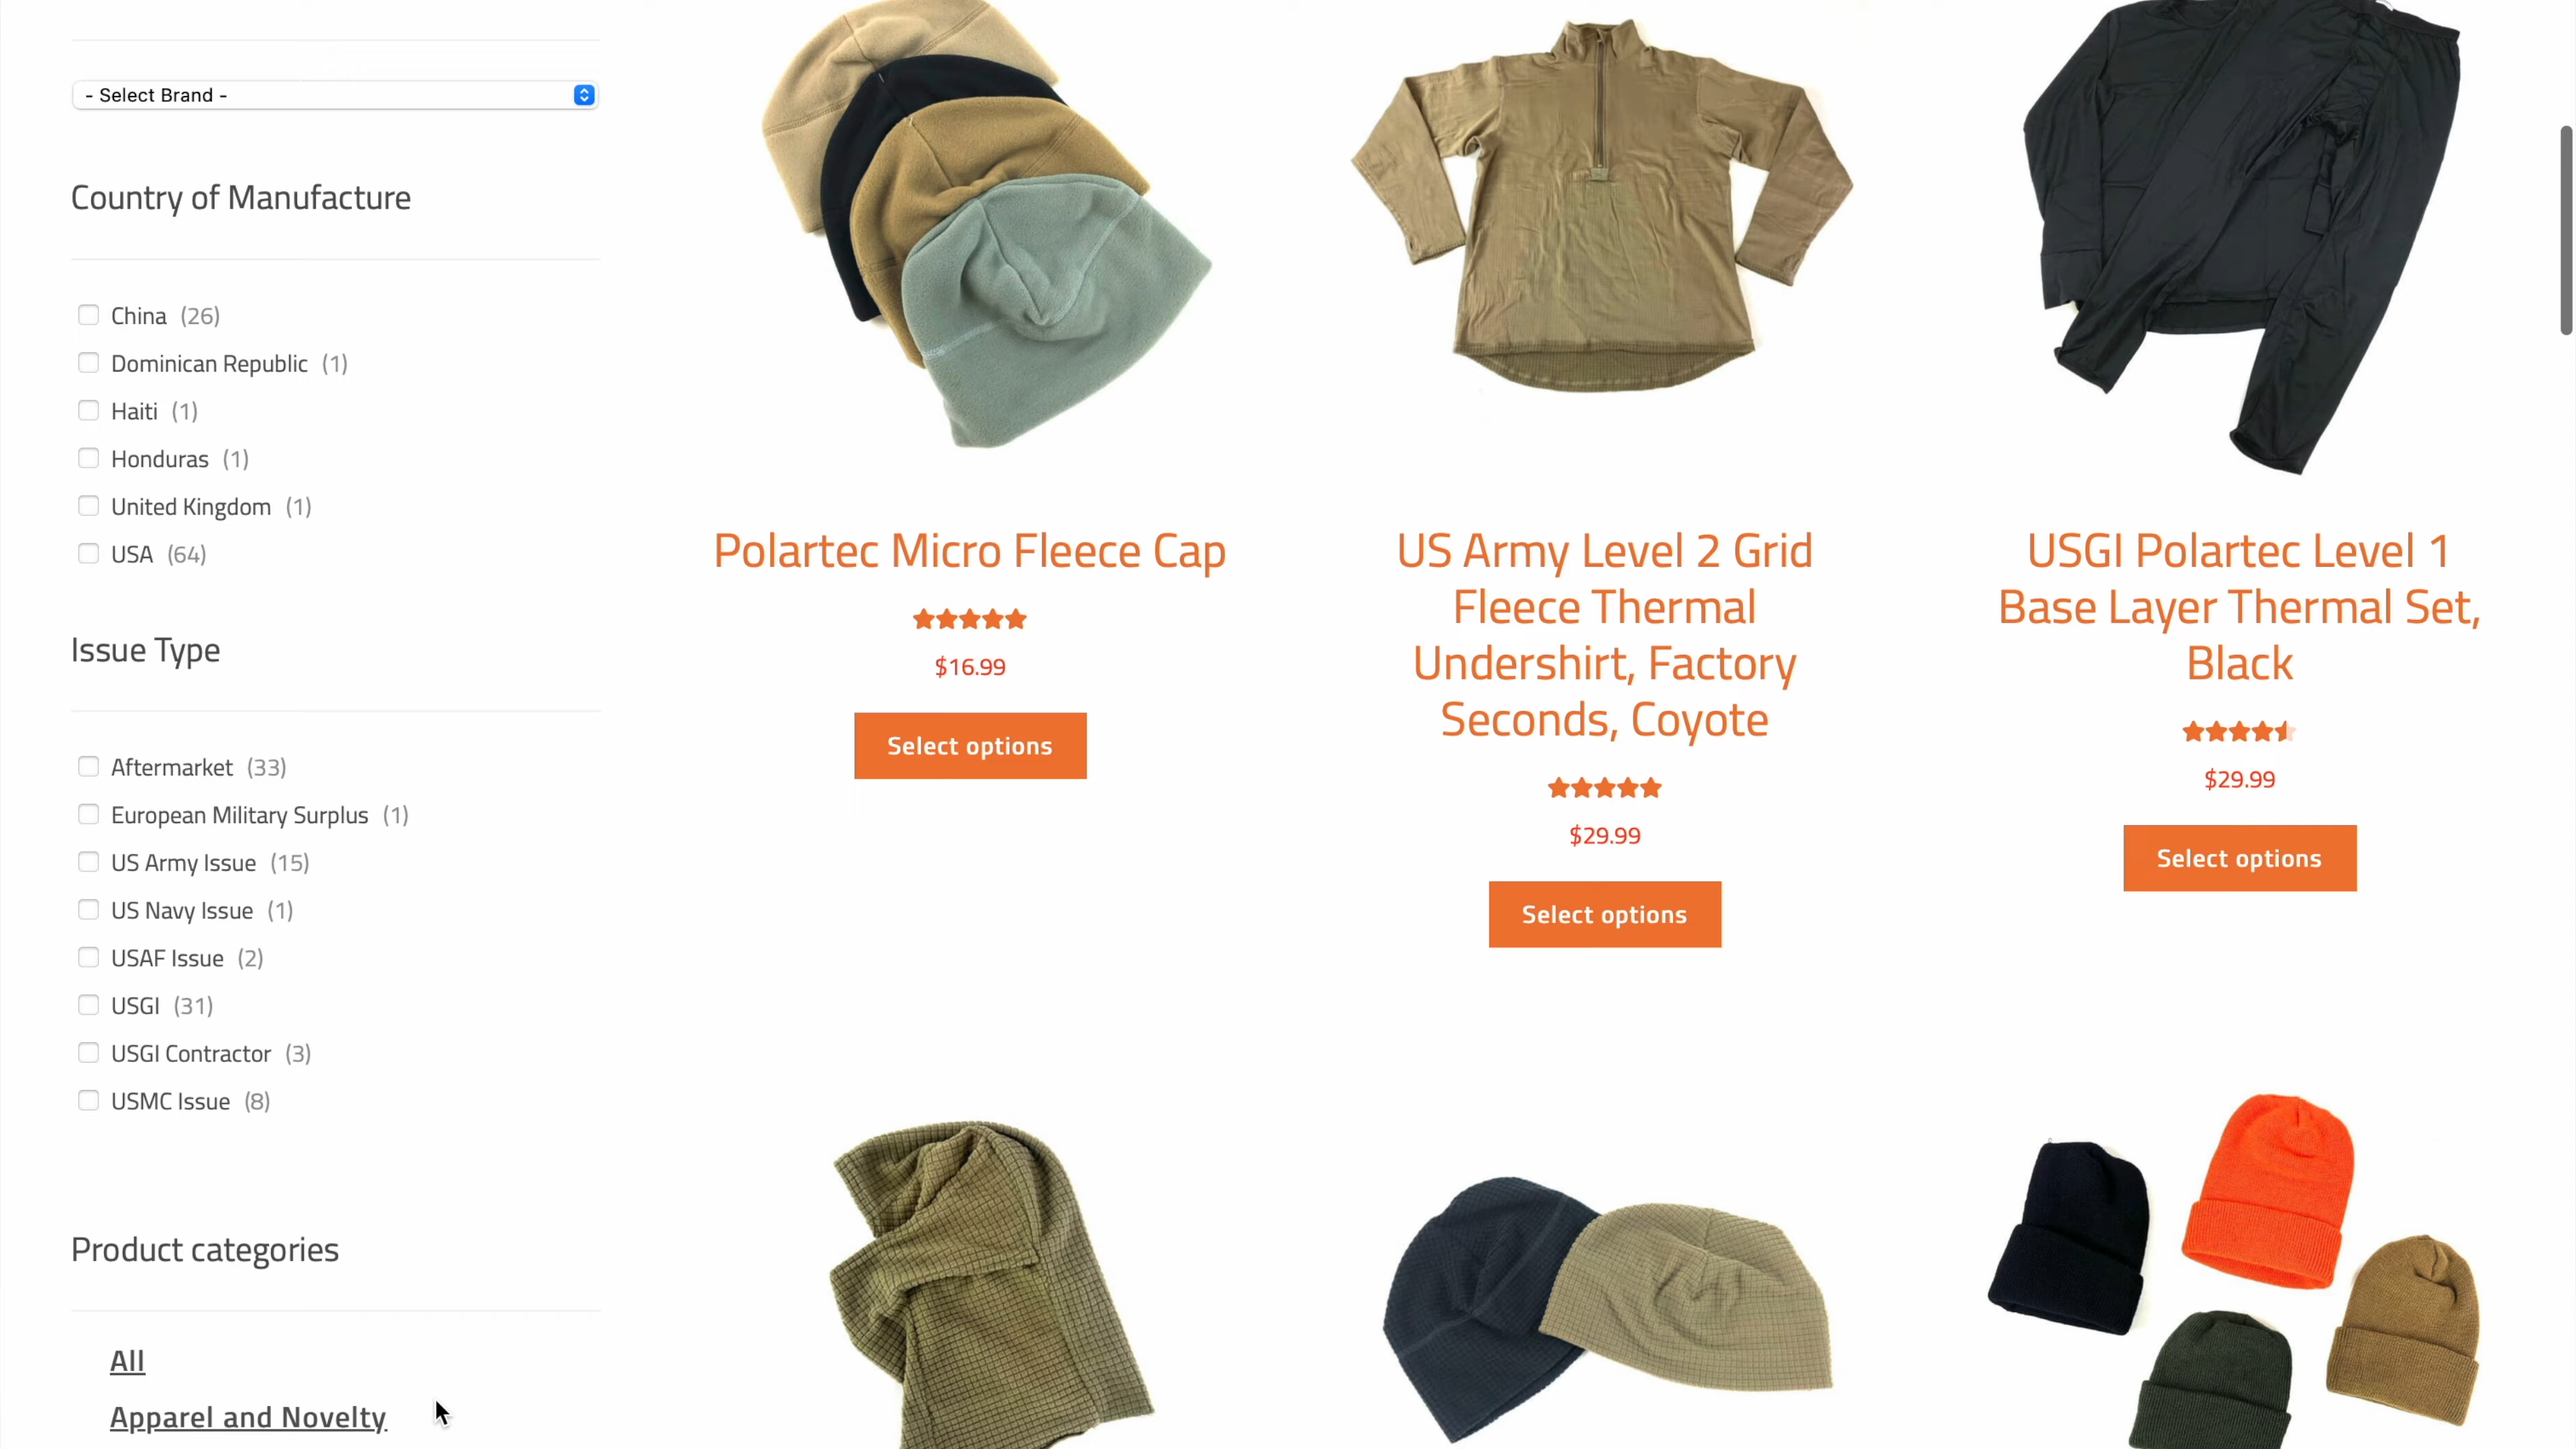 - Select Brand -
Country of Manufacture
China (26)
Dominican Republic (1)
Haiti (1)
Honduras (1)
United Kingdom (1)
USA (64)
Issue Type
Aftermarket (33)
European Military Surplus (1)
US Army Issue (15)
US Navy Issue (1)
USAF Issue (2)
USGI (31)
USGI Contractor (3)
USMC Issue (8)
Product categories
All
Apparel and Novelty
Polartec Micro Fleece Cap
$16.99
Select options
US Army Level 2 Grid
Fleece Thermal
Undershirt, Factory
Seconds, Coyote
$29.99
Select options
USGI Polartec Level 1
Base Layer Thermal Set,
Black
$29.99
Select options